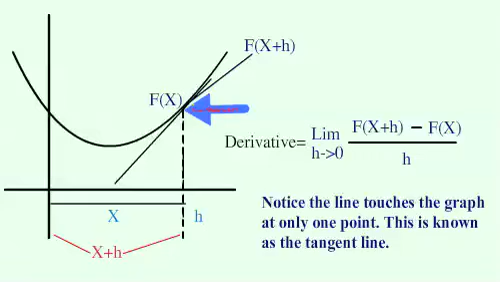 F(X+h)
F(X)
Derivative= Lim F(X+h) - F(X)
h->0 h
X h
X+h
Notice the line touches the graph
at only one point. This is known
as the tangent line.